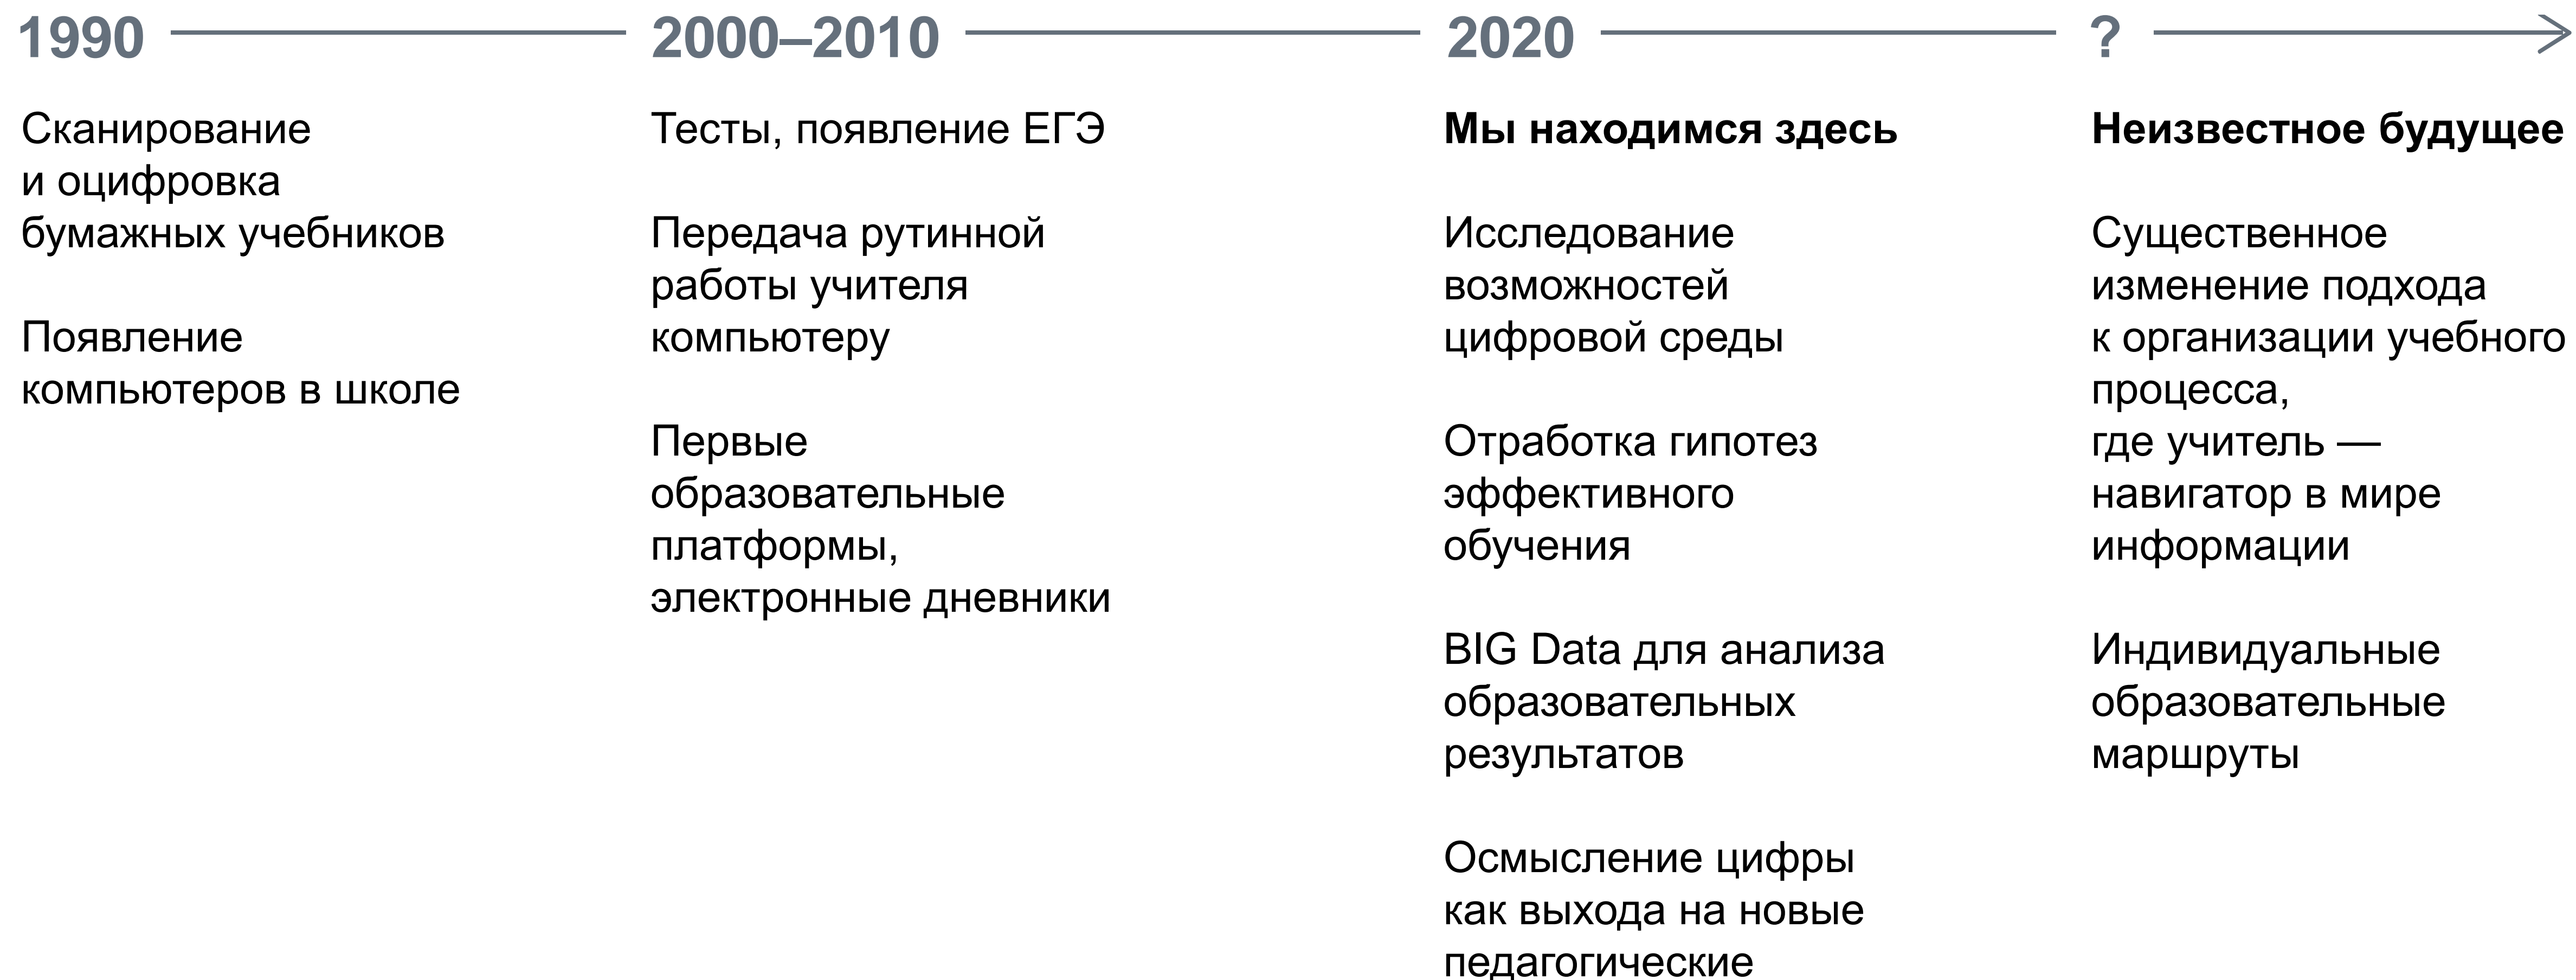 1990
2000–2010
2020
?
Сканирование
и оцифровка
бумажных учебников
Появление
компьютеров в школе
Тесты, появление ЕГЭ
Передача рутинной
работы учителя
компьютеру
Первые
образовательные
платформы,
электронные дневники
Мы находимся здесь
Исследование
возможностей
цифровой среды
Отработка гипотез
эффективного
обучения
BIG Data для анализа
образовательных
результатов
Осмысление цифры
как выхода на новые
педагогические
Неизвестное будущее
Существенное
изменение подхода
к организации учебного
процесса,
где учитель —
навигатор в мире
информации
Индивидуальные
образовательные
маршруты